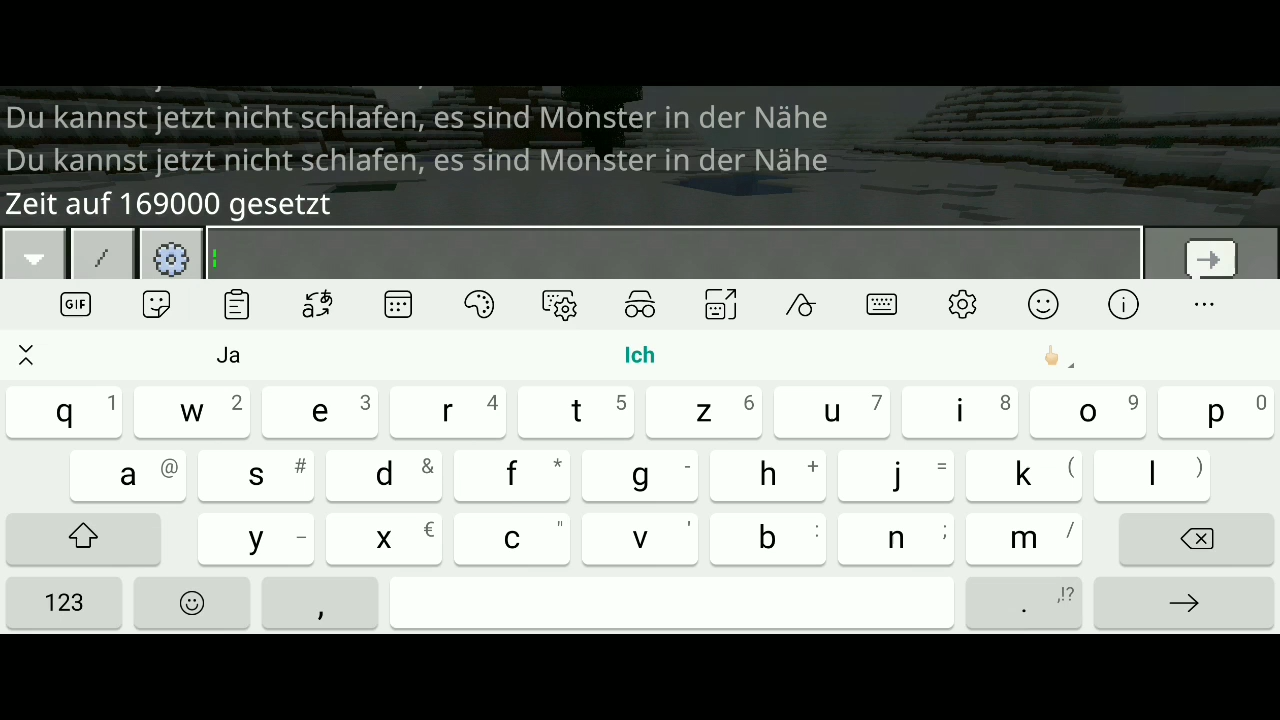 Du kannst jetzt nicht schlafen, es sind Monster in der Nähe
Du kannst jetzt nicht schlafen, es sind Monster in der Nähe
Zeit auf 169000 gesetzt
/
GIF
Ja Ich
q 1 w 2 e 3 r 4 t 5 z 6 u 7 i 8 o 9 p 0
a @ s # d & f * g - h + j = k ( l )
y _ x € c " v ' b : n ; m /
123 , . ,!?